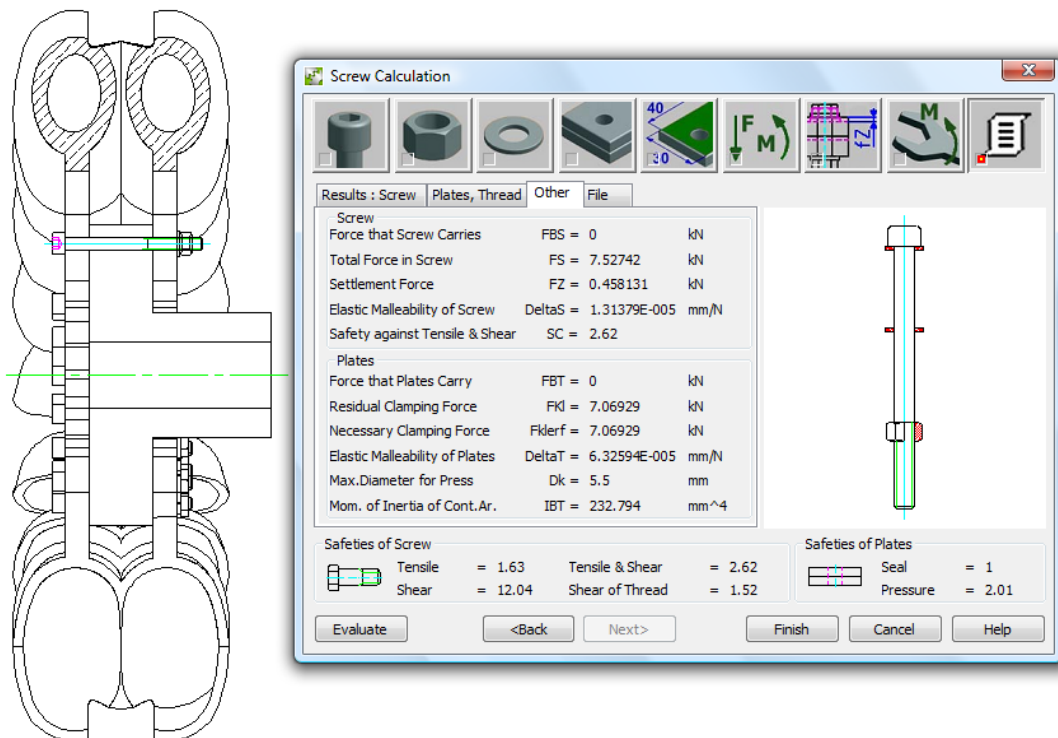 Screw Calculation
40
30
F
M
fZ
M
Results : Screw Plates, Thread Other File
Screw
Force that Screw Carries FBS = 0 kN
Total Force in Screw FS = 7.52742 kN
Settlement Force FZ = 0.458131 kN
Elastic Malleability of Screw DeltaS = 1.31379E-005 mm/N
Safety against Tensile & Shear SC = 2.62
Plates
Force that Plates Carry FBT = 0 kN
Residual Clamping Force FKl = 7.06929 kN
Necessary Clamping Force Fklerf = 7.06929 kN
Elastic Malleability of Plates DeltaT = 6.32594E-005 mm/N
Max.Diameter for Press Dk = 5.5 mm
Mom. of Inertia of Cont.Ar. IBT = 232.794 mm^4
Safeties of Screw
Tensile = 1.63 Tensile & Shear = 2.62
Shear = 12.04 Shear of Thread = 1.52
Safeties of Plates
Seal = 1
Pressure = 2.01
Evaluate <Back Next> Finish Cancel Help